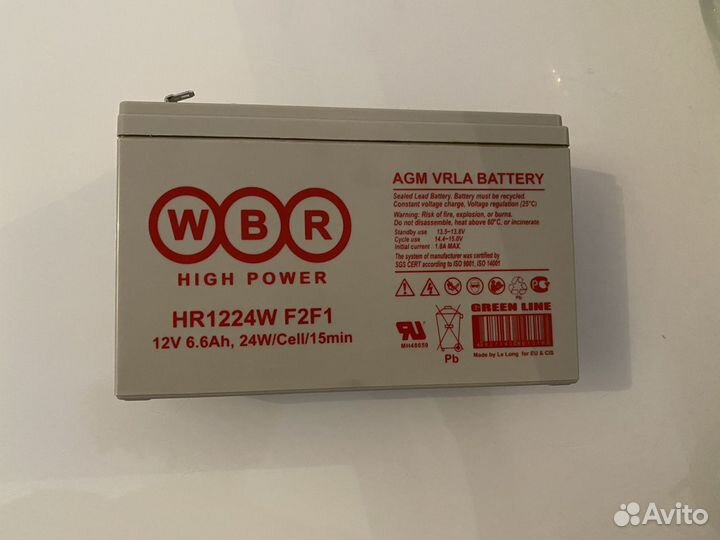 WBR
HIGH POWER
HR1224W F2F1
12V 6.6Ah, 24W/Cell/15min
AGM VRLA BATTERY
Sealed Lead Battery. Battery must be recycled.
Constant voltage charge, Voltage regulation (25°C)
Warning: Risk of fire, explosion, or burns.
Do not disassemble, heat above 60°C, or incinerate
Standby use 13.5~13.8V
Cycle use 14.4~15.0V
Initial current 1.8A MAX.
The system of manufacture was certified by
SGS CERT according to ISO 9001, ISO 14001
Pb
MH48659
Pb
GREEN LINE
Made by Le Long for EU & CIS
Avito